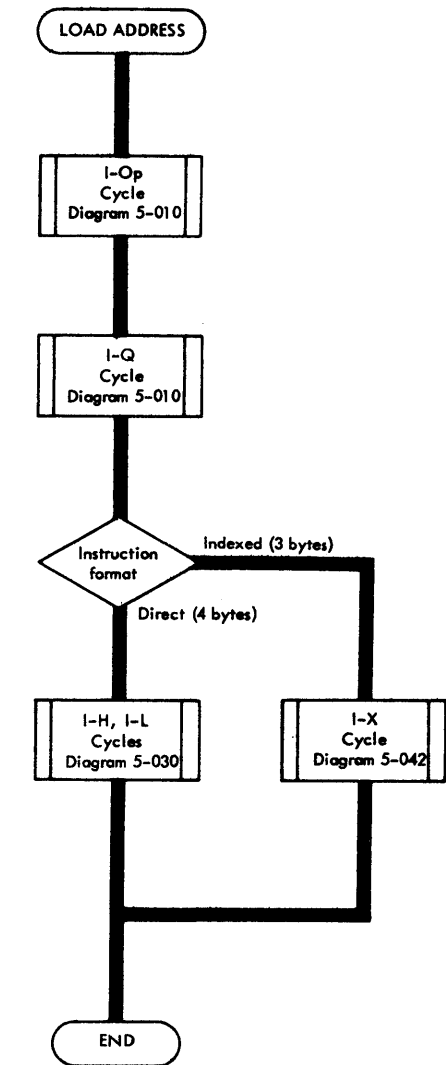 LOAD ADDRESS
I-Op
Cycle
Diagram 5-010
I-Q
Cycle
Diagram 5-010
Instruction
format
Indexed (3 bytes)
Direct (4 bytes)
I-H, I-L
Cycles
Diagram 5-030
I-X
Cycle
Diagram 5-042
END